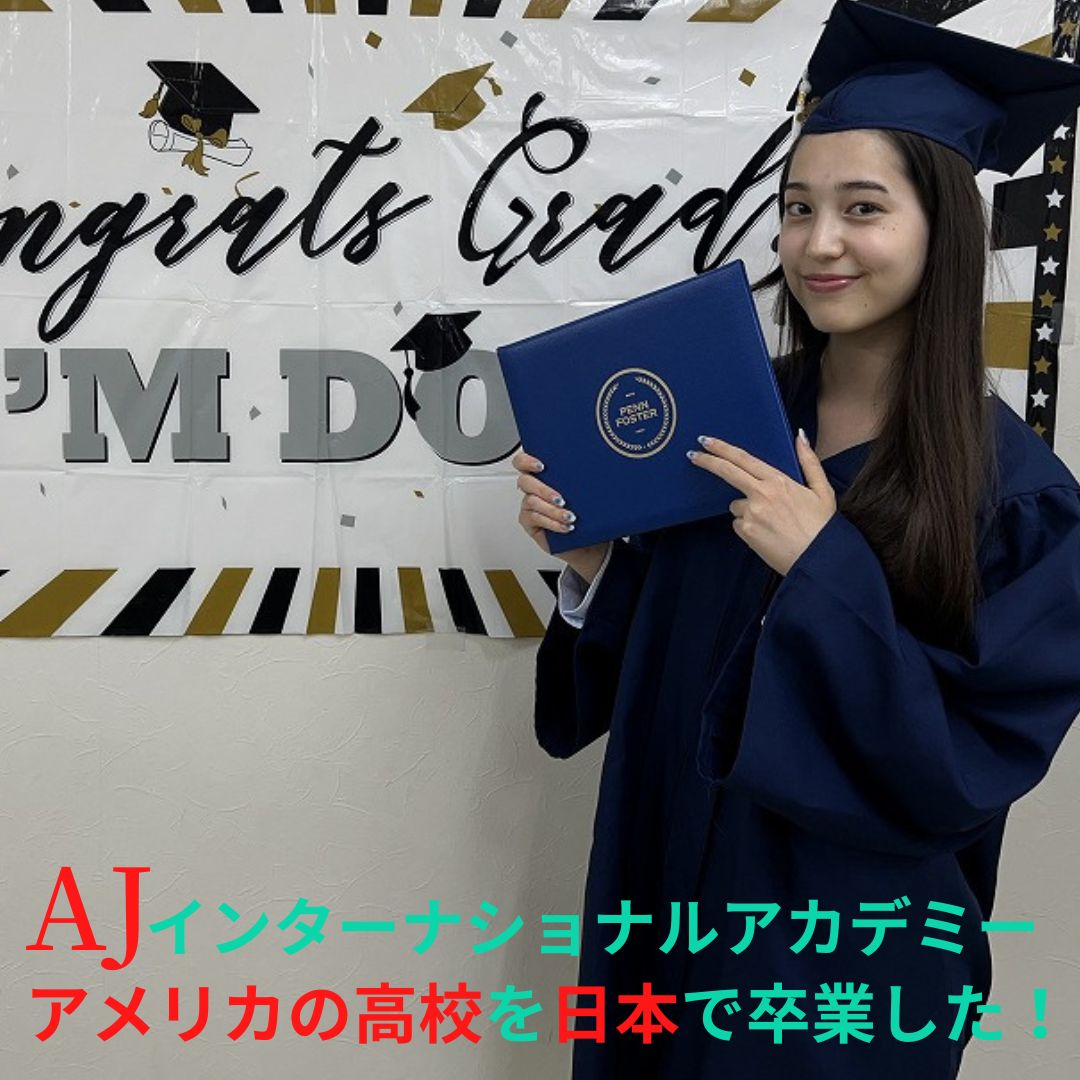 ngrats Grad
'M DO
PENN
FOSTER
AJインターナショナルアカデミー
アメリカの高校を日本で卒業した！